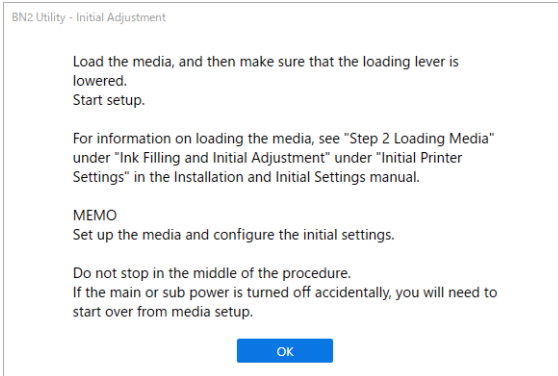 BN2 Utility - Initial Adjustment
Load the media, and then make sure that the loading lever is
lowered.
Start setup.
For information on loading the media, see "Step 2 Loading Media"
under "Ink Filling and Initial Adjustment" under "Initial Printer
Settings" in the Installation and Initial Settings manual.
MEMO
Set up the media and configure the initial settings.
Do not stop in the middle of the procedure.
If the main or sub power is turned off accidentally, you will need to
start over from media setup.
OK